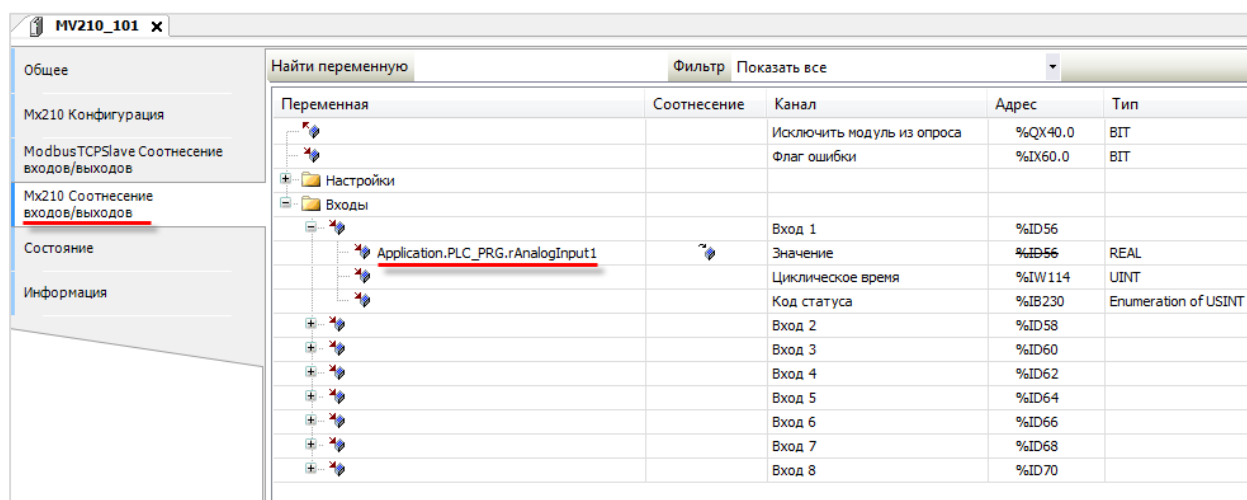 MV210_101 x
Общее
Mx210 Конфигурация
ModbusTCPSlave Соотнесение
входов/выходов
Mx210 Соотнесение
входов/выходов
Состояние
Информация
Найти переменную Фильтр Показать все
Переменная Соотнесение Канал Адрес Тип
Исключить модуль из опроса %QX40.0 BIT
Флаг ошибки %IX60.0 BIT
Настройки
Входы
Вход 1 %ID56
Application.PLC_PRG.rAnalogInput1 Значение %ID56 REAL
Циклическое время %IW114 UINT
Код статуса %IB230 Enumeration of USINT
Вход 2 %ID58
Вход 3 %ID60
Вход 4 %ID62
Вход 5 %ID64
Вход 6 %ID66
Вход 7 %ID68
Вход 8 %ID70